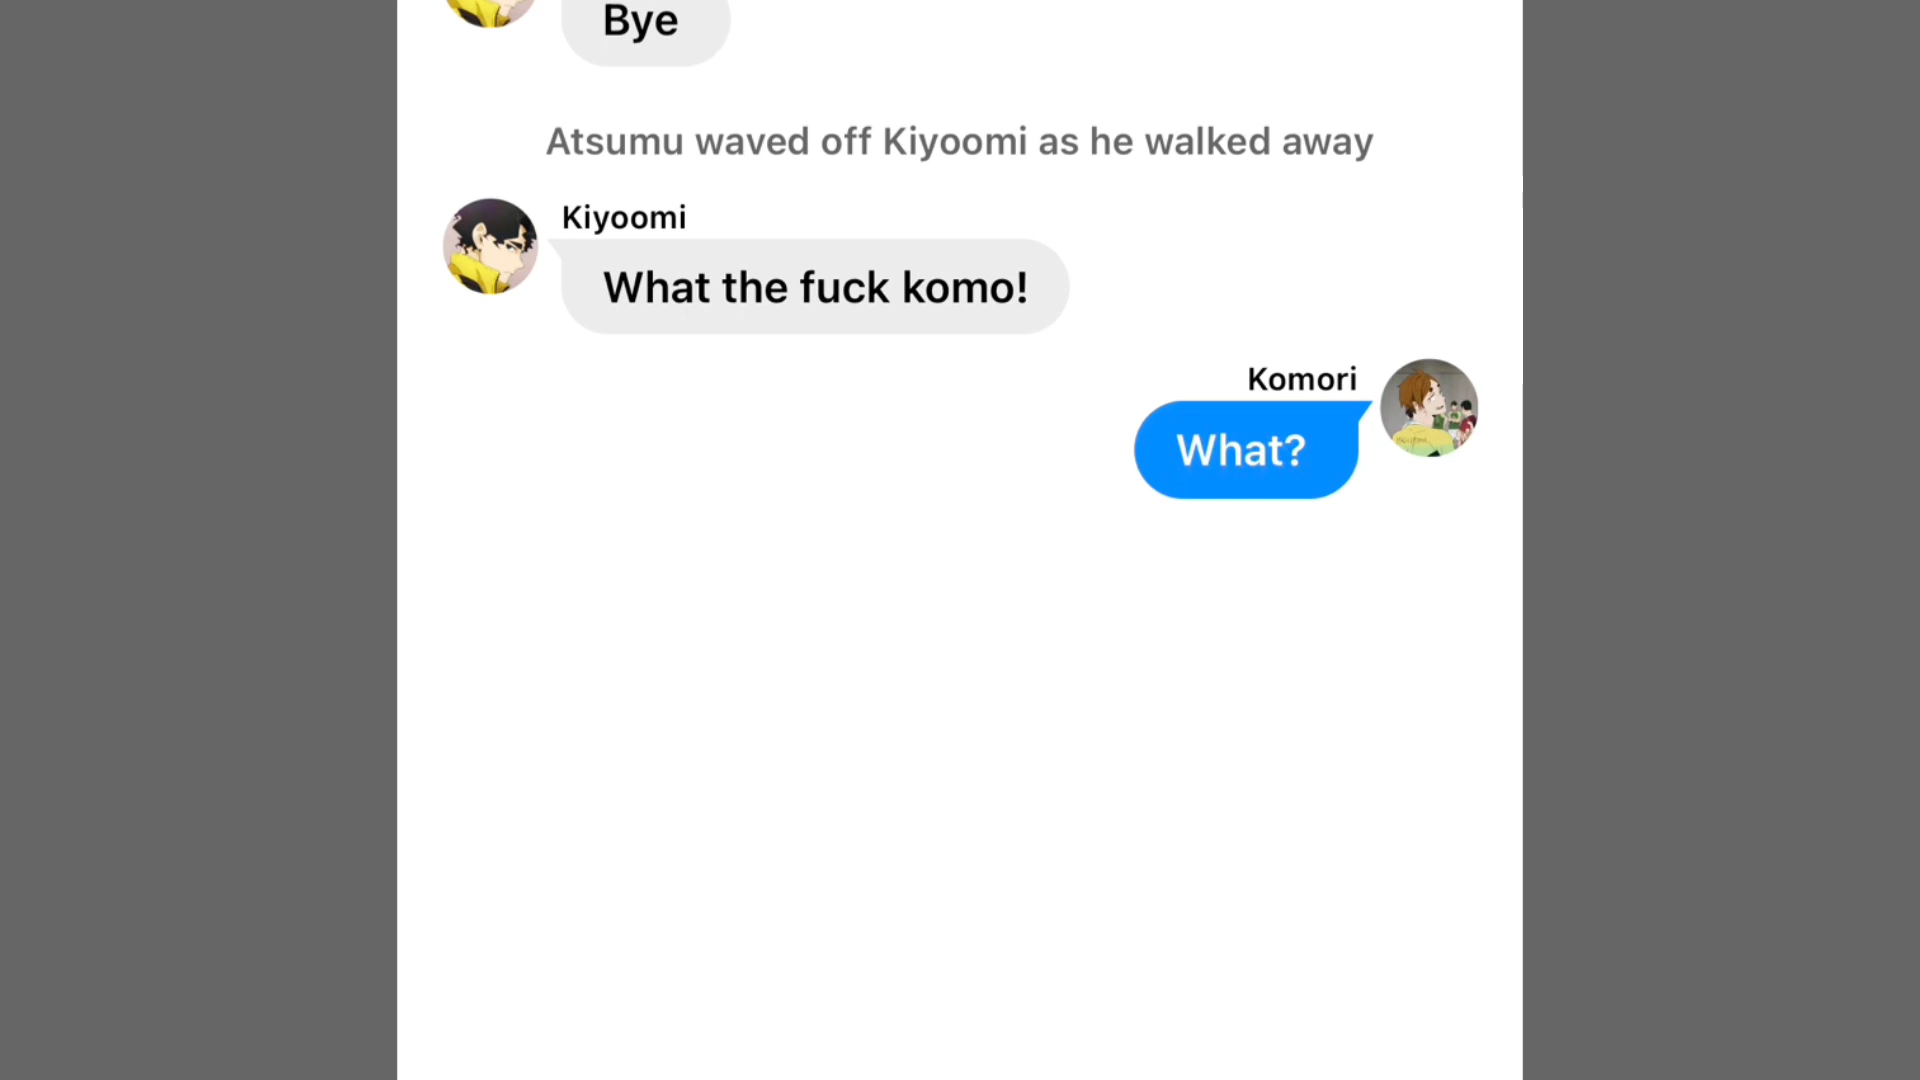 Bye
Atsumu waved off Kiyoomi as he walked away
Kiyoomi
What the fuck komo!
Komori
What?